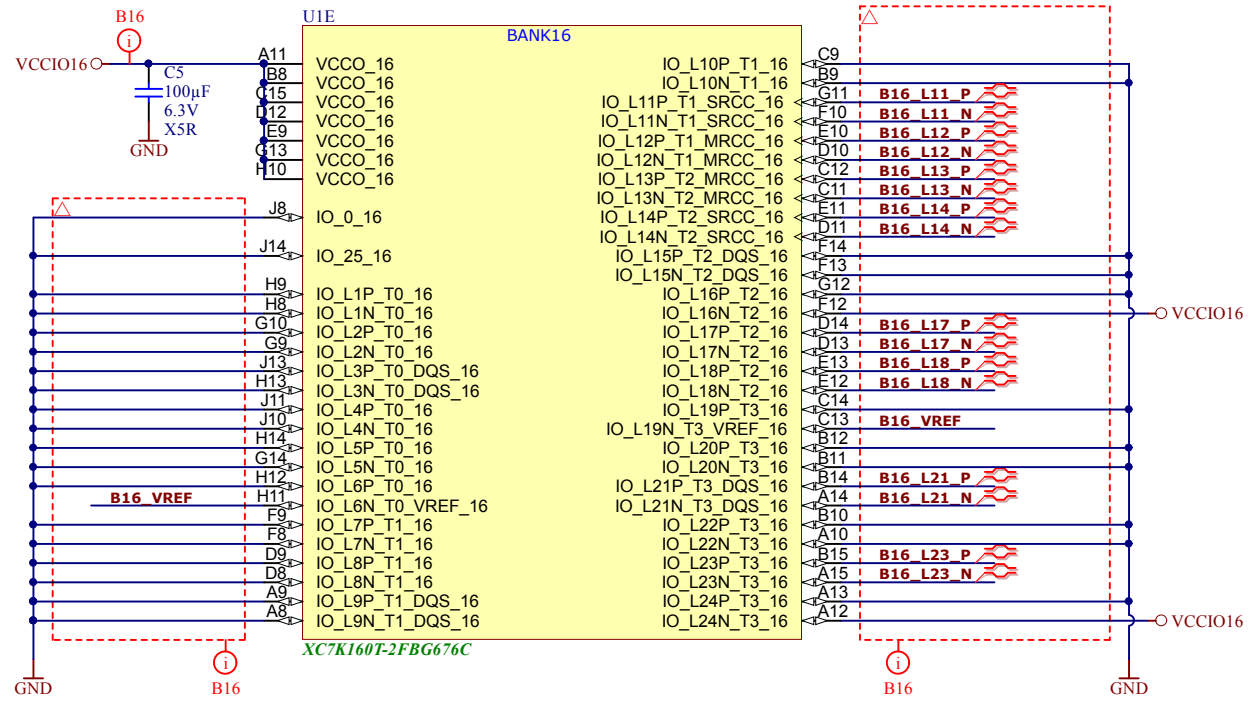 B16
VCCIO16
C5
100µF
6.3V
X5R
GND
U1E
BANK16
A11 VCCO_16
B8 VCCO_16
C15 VCCO_16
D12 VCCO_16
E9 VCCO_16
G13 VCCO_16
H10 VCCO_16
J8 IO_0_16
J14 IO_25_16
H9 IO_L1P_T0_16
H8 IO_L1N_T0_16
G10 IO_L2P_T0_16
G9 IO_L2N_T0_16
J13 IO_L3P_T0_DQS_16
H13 IO_L3N_T0_DQS_16
J11 IO_L4P_T0_16
J10 IO_L4N_T0_16
H14 IO_L5P_T0_16
G14 IO_L5N_T0_16
H12 IO_L6P_T0_16
B16_VREF H11 IO_L6N_T0_VREF_16
F9 IO_L7P_T1_16
F8 IO_L7N_T1_16
D9 IO_L8P_T1_16
D8 IO_L8N_T1_16
A9 IO_L9P_T1_DQS_16
A8 IO_L9N_T1_DQS_16
IO_L10P_T1_16 C9
IO_L10N_T1_16 B9
IO_L11P_T1_SRCC_16 G11 B16_L11_P
IO_L11N_T1_SRCC_16 F10 B16_L11_N
IO_L12P_T1_MRCC_16 E10 B16_L12_P
IO_L12N_T1_MRCC_16 D10 B16_L12_N
IO_L13P_T2_MRCC_16 C12 B16_L13_P
IO_L13N_T2_MRCC_16 C11 B16_L13_N
IO_L14P_T2_SRCC_16 E11 B16_L14_P
IO_L14N_T2_SRCC_16 D11 B16_L14_N
IO_L15P_T2_DQS_16 F14
IO_L15N_T2_DQS_16 F13
IO_L16P_T2_16 G12
IO_L16N_T2_16 F12 VCCIO16
IO_L17P_T2_16 D14 B16_L17_P
IO_L17N_T2_16 D13 B16_L17_N
IO_L18P_T2_16 E13 B16_L18_P
IO_L18N_T2_16 E12 B16_L18_N
IO_L19P_T3_16 C14
IO_L19N_T3_VREF_16 C13 B16_VREF
IO_L20P_T3_16 B12
IO_L20N_T3_16 B11
IO_L21P_T3_DQS_16 B14 B16_L21_P
IO_L21N_T3_DQS_16 A14 B16_L21_N
IO_L22P_T3_16 B10
IO_L22N_T3_16 A10
IO_L23P_T3_16 B15 B16_L23_P
IO_L23N_T3_16 A15 B16_L23_N
IO_L24P_T3_16 A13
IO_L24N_T3_16 A12 VCCIO16
XC7K160T-2FBG676C
GND
i
B16
i
B16
GND